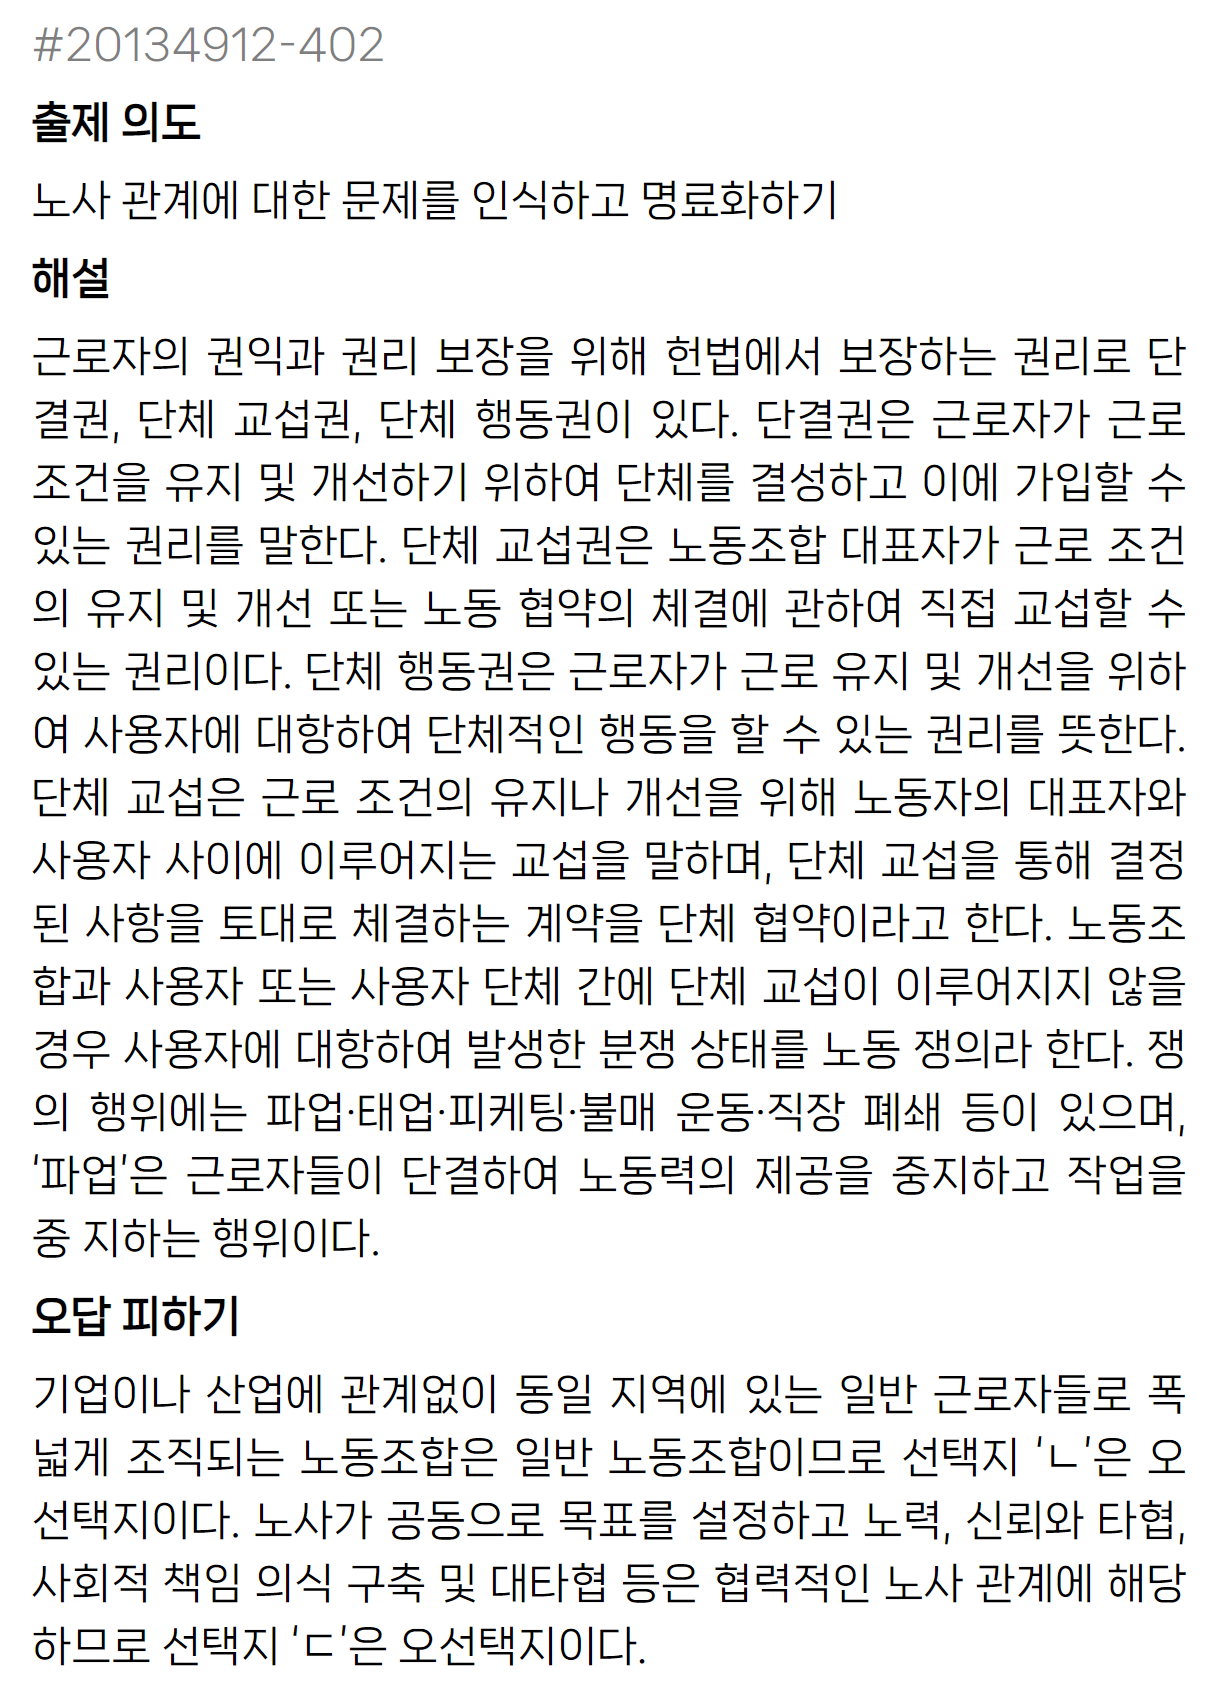 #20134912-402
출제 의도
노사 관계에 대한 문제를 인식하고 명료화하기
해설
근로자의 권익과 권리 보장을 위해 헌법에서 보장하는 권리로 단
결권, 단체 교섭권, 단체 행동권이 있다. 단결권은 근로자가 근로
조건을 유지 및 개선하기 위하여 단체를 결성하고 이에 가입할 수
있는 권리를 말한다. 단체 교섭권은 노동조합 대표자가 근로 조건
의 유지 및 개선 또는 노동 협약의 체결에 관하여 직접 교섭할 수
있는 권리이다. 단체 행동권은 근로자가 근로 유지 및 개선을 위하
여 사용자에 대항하여 단체적인 행동을 할 수 있는 권리를 뜻한다.
단체 교섭은 근로 조건의 유지나 개선을 위해 노동자의 대표자와
사용자 사이에 이루어지는 교섭을 말하며, 단체 교섭을 통해 결정
된 사항을 토대로 체결하는 계약을 단체 협약이라고 한다. 노동조
합과 사용자 또는 사용자 단체 간에 단체 교섭이 이루어지지 않을
경우 사용자에 대항하여 발생한 분쟁 상태를 노동 쟁의라 한다. 쟁
의 행위에는 파업·태업·피케팅·불매 운동·직장 폐쇄 등이 있으며,
'파업'은 근로자들이 단결하여 노동력의 제공을 중지하고 작업을
중 지하는 행위이다.
오답 피하기
기업이나 산업에 관계없이 동일 지역에 있는 일반 근로자들로 폭
넓게 조직되는 노동조합은 일반 노동조합이므로 선택지 'ㄴ'은 오
선택지이다. 노사가 공동으로 목표를 설정하고 노력, 신뢰와 타협,
사회적 책임 의식 구축 및 대타협 등은 협력적인 노사 관계에 해당
하므로 선택지 'ㄷ'은 오선택지이다.